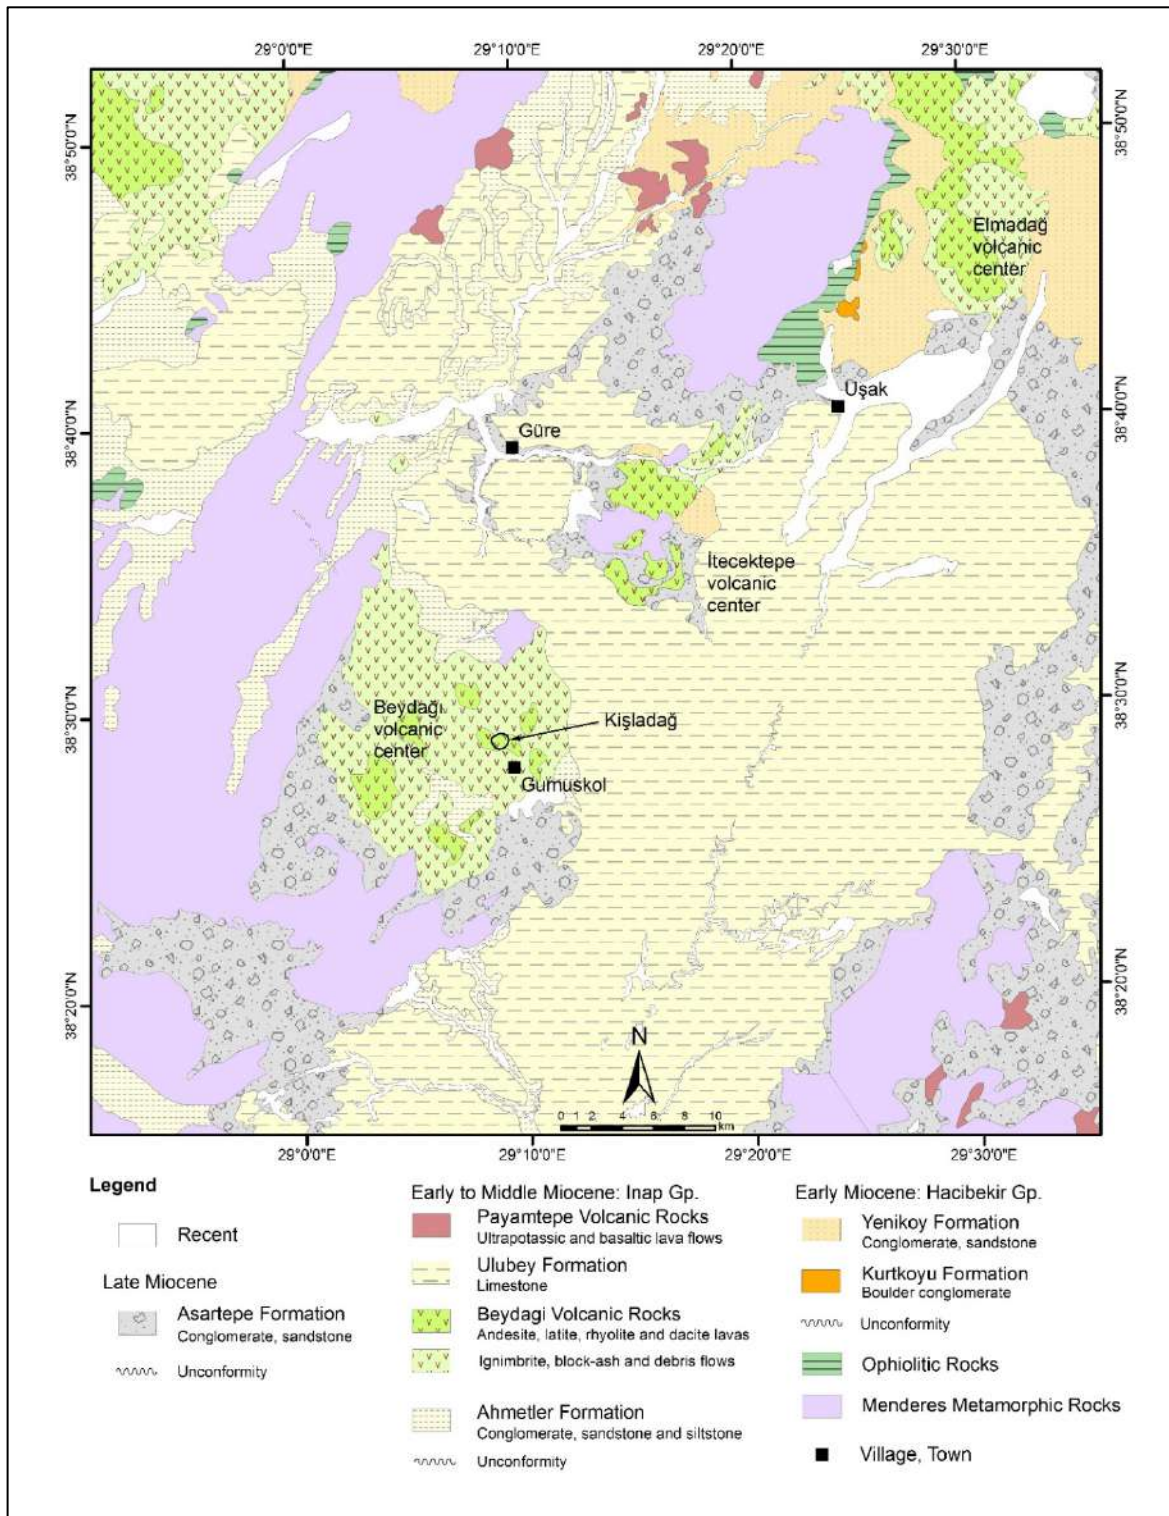 29°0'0"E 29°10'0"E 29°20'0"E 29°30'0"E
38°50'0"N
38°50'0"N
Elmadağ
volcanic
center
Uşak
38°40'0"N
38°40'0"N
Güre
İtecektepe
volcanic
center
38°30'0"N
38°30'0"N
Beydağı
volcanic
center
Kişladağ
Gumuskol
38°20'0"N
38°20'0"N
N
0 1 2 4 6 8 10
km
29°0'0"E 29°10'0"E 29°20'0"E 29°30'0"E
Legend
Recent
Late Miocene
Asartepe Formation
Conglomerate, sandstone
Unconformity
Early to Middle Miocene: Inap Gp.
Payamtepe Volcanic Rocks
Ultrapotassic and basaltic lava flows
Ulubey Formation
Limestone
Beydagi Volcanic Rocks
Andesite, latite, rhyolite and dacite lavas
Ignimbrite, block-ash and debris flows
Ahmetler Formation
Conglomerate, sandstone and siltstone
Unconformity
Early Miocene: Hacibekir Gp.
Yenikoy Formation
Conglomerate, sandstone
Kurtkoyu Formation
Boulder conglomerate
Unconformity
Ophiolitic Rocks
Menderes Metamorphic Rocks
Village, Town